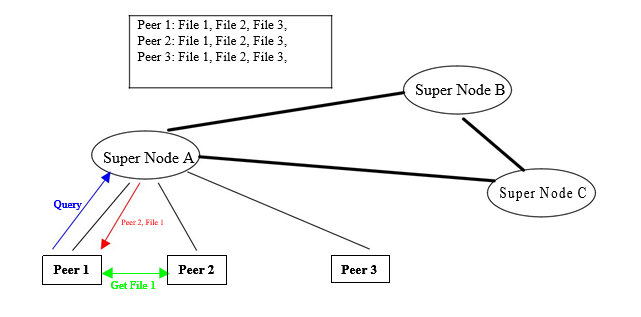 Peer 1: File 1, File 2, File 3,
Peer 2: File 1, File 2, File 3,
Peer 3: File 1, File 2, File 3,
Super Node B
Super Node A
Super Node C
Query
Peer 2, File 1
Peer 1
Peer 2
Peer 3
Get File 1